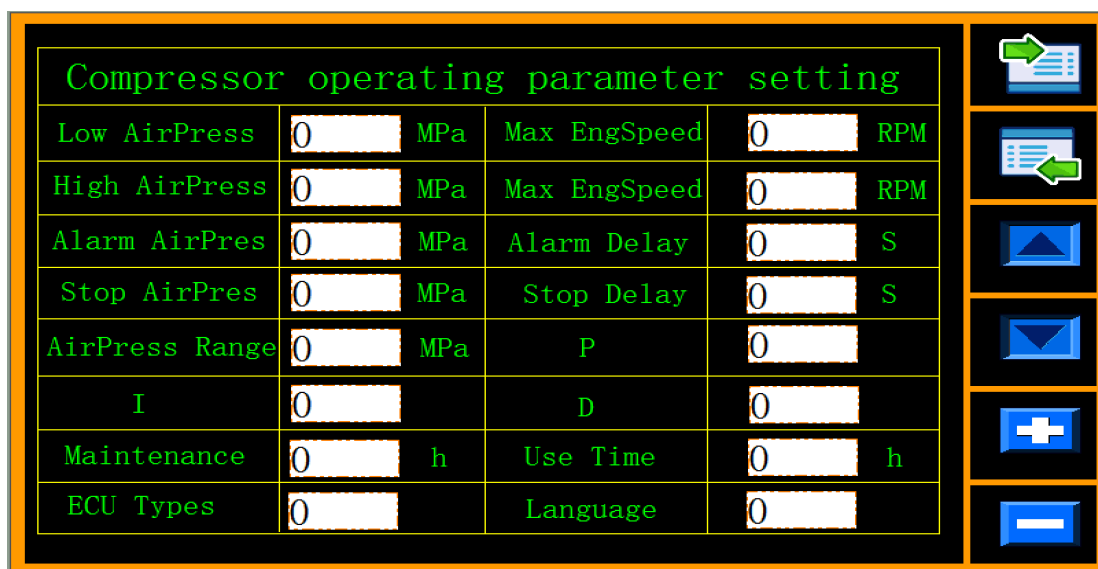 Compressor operating parameter setting
Low AirPress 0 MPa Max EngSpeed 0 RPM
High AirPress 0 MPa Max EngSpeed 0 RPM
Alarm AirPres 0 MPa Alarm Delay 0 S
Stop AirPres 0 MPa Stop Delay 0 S
AirPress Range 0 MPa P 0
I 0 D 0
Maintenance 0 h Use Time 0 h
ECU Types 0 Language 0